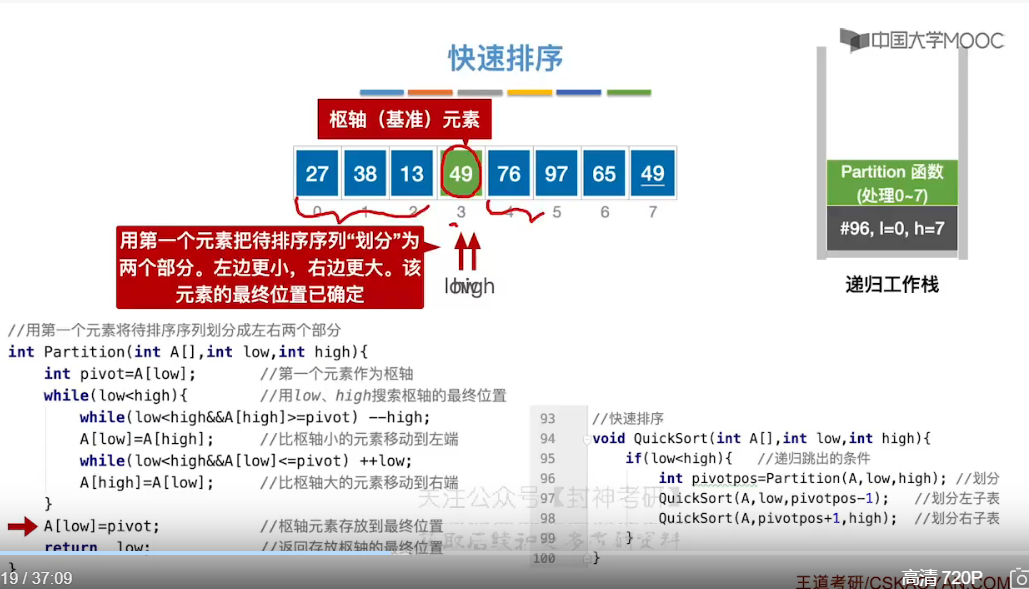 中国大学MOOC
快速排序
枢轴（基准）元素
27 38 13 49 76 97 65 49
0 1 2 3 4 5 6 7
用第一个元素把待排序序列“划分”为
两个部分。左边更小，右边更大。该
元素的最终位置已确定
low
high
Partition 函数
(处理0~7)
#96, l=0, h=7
递归工作栈
//用第一个元素将待排序序列划分成左右两个部分
int Partition(int A[],int low,int high){
int pivot=A[low]; //第一个元素作为枢轴
while(low<high){ //用low、high搜索枢轴的最终位置
while(low<high&&A[high]>=pivot) --high;
A[low]=A[high]; //比枢轴小的元素移动到左端
while(low<high&&A[low]<=pivot) ++low;
A[high]=A[low]; //比枢轴大的元素移动到右端
}
A[low]=pivot; //枢轴元素存放到最终位置
return low; //返回存放枢轴的最终位置
}
93 //快速排序
94 void QuickSort(int A[],int low,int high){
95 if(low<high){ //递归跳出的条件
96 int pivotpos=Partition(A,low,high); //划分
97 QuickSort(A,low,pivotpos-1); //划分左子表
98 QuickSort(A,pivotpos+1,high); //划分右子表
99 }
100 }
关注公众号【封神考研】
19 / 37:09
高清 720P
王道考研/CSKAOYAN.COM